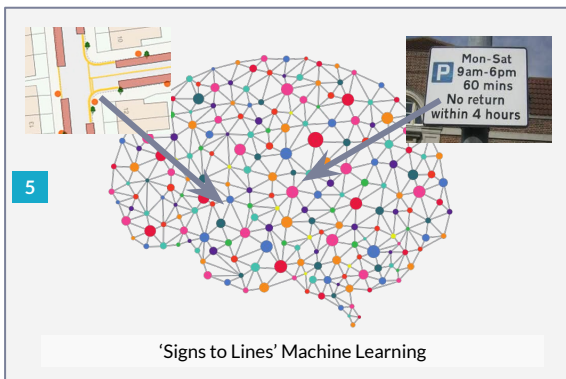 Mon-Sat
P 9am-6pm
60 mins
No return
within 4 hours
5
'Signs to Lines' Machine Learning